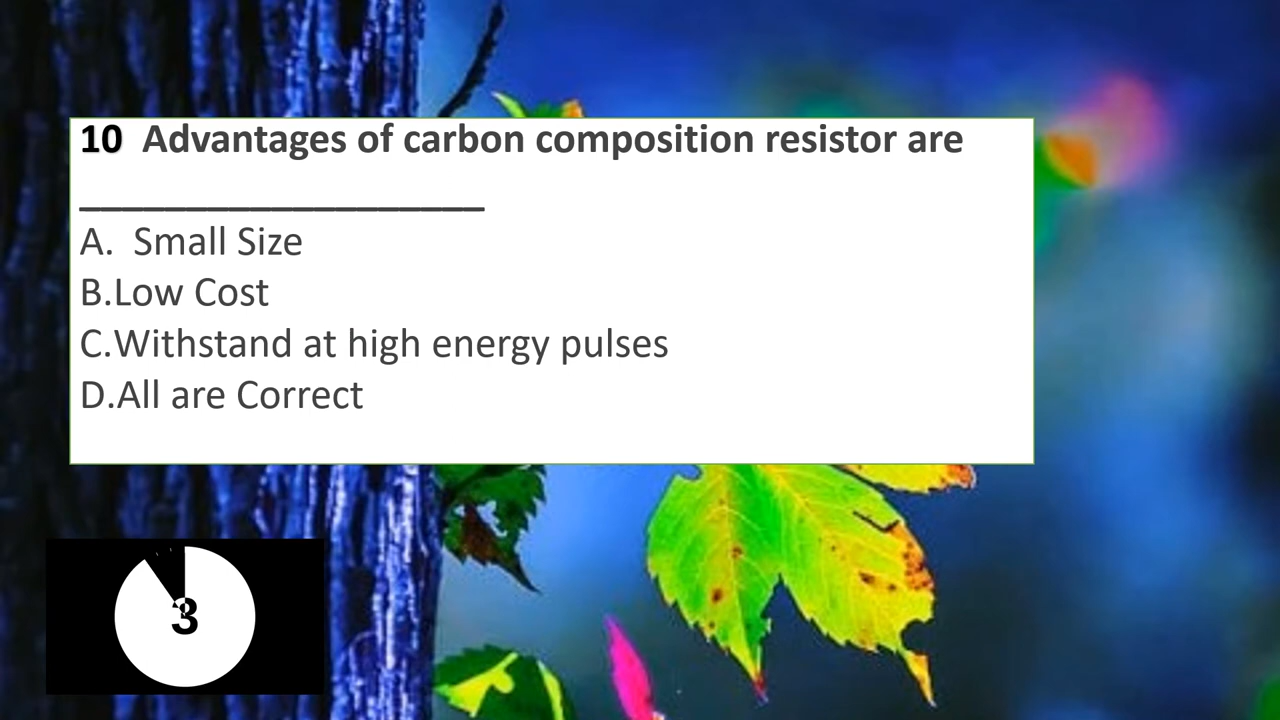 10  Advantages of carbon composition resistor are
___________________
A.  Small Size
B.Low Cost
C.Withstand at high energy pulses
D.All are Correct
3